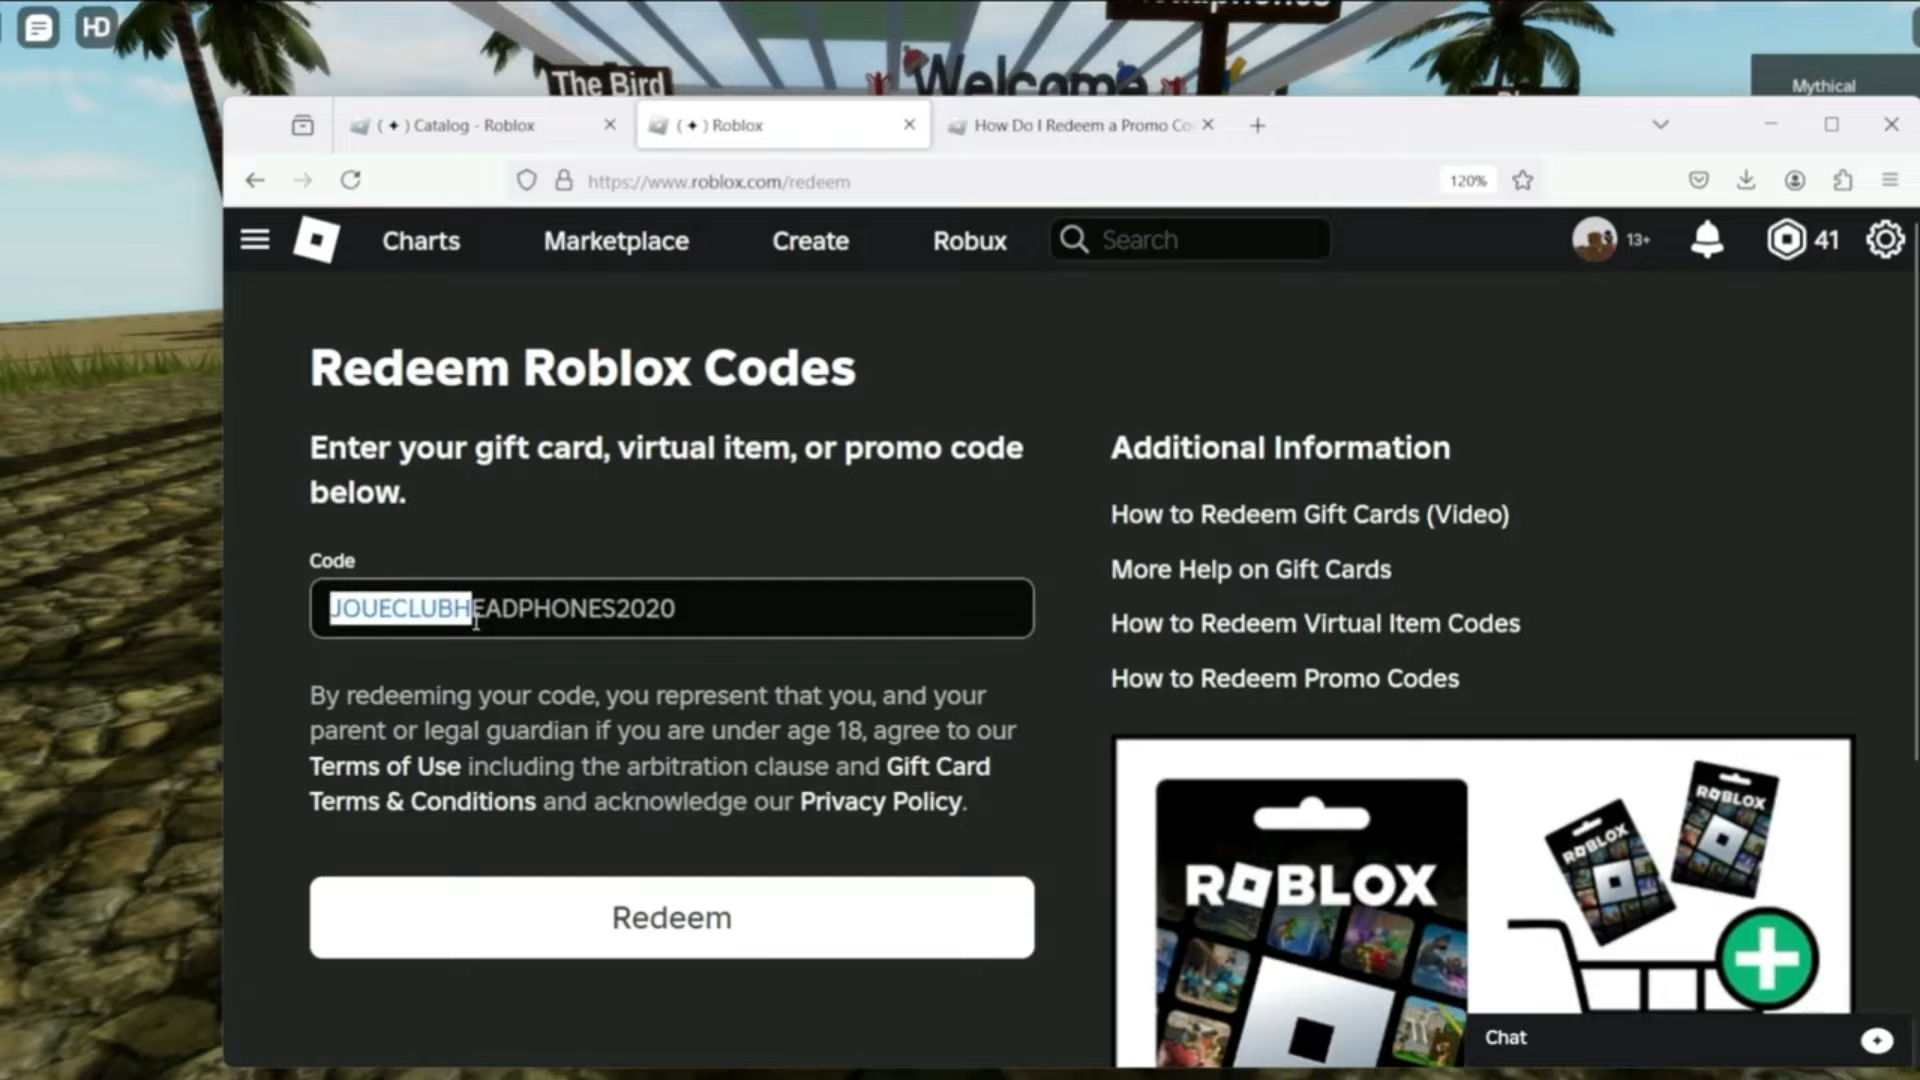 HD
The Bird
Welcome
Mythical
( ✦ ) Catalog - Roblox
( ✦ ) Roblox
How Do I Redeem a Promo Co
https://www.roblox.com/redeem
120%
Charts
Marketplace
Create
Robux
Search
13+
41
Redeem Roblox Codes
Enter your gift card, virtual item, or promo code
below.
Code
JOUECLUBHEADPHONES2020
By redeeming your code, you represent that you, and your
parent or legal guardian if you are under age 18, agree to our
Terms of Use including the arbitration clause and Gift Card
Terms & Conditions and acknowledge our Privacy Policy.
Redeem
Additional Information
How to Redeem Gift Cards (Video)
More Help on Gift Cards
How to Redeem Virtual Item Codes
How to Redeem Promo Codes
ROBLOX
ROBLOX
ROBLOX
Chat